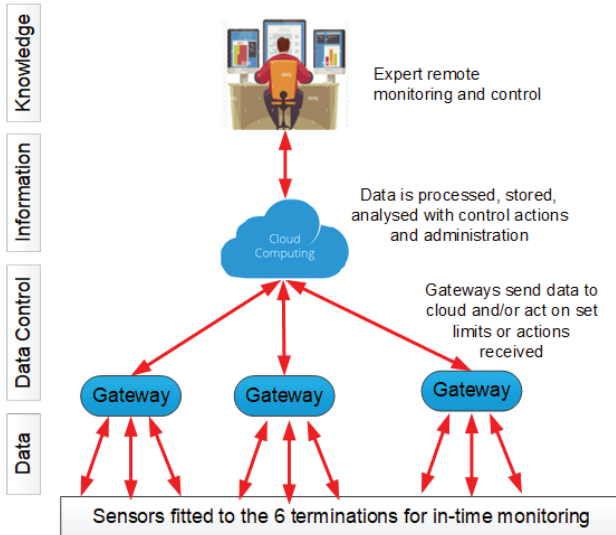 Knowledge
Expert remote
monitoring and control
Information
Data is processed, stored,
analysed with control actions
and administration
Cloud
Computing
Data Control
Gateways send data to
cloud and/or act on set
limits or actions
received
Gateway
Gateway
Gateway
Data
Sensors fitted to the 6 terminations for in-time monitoring